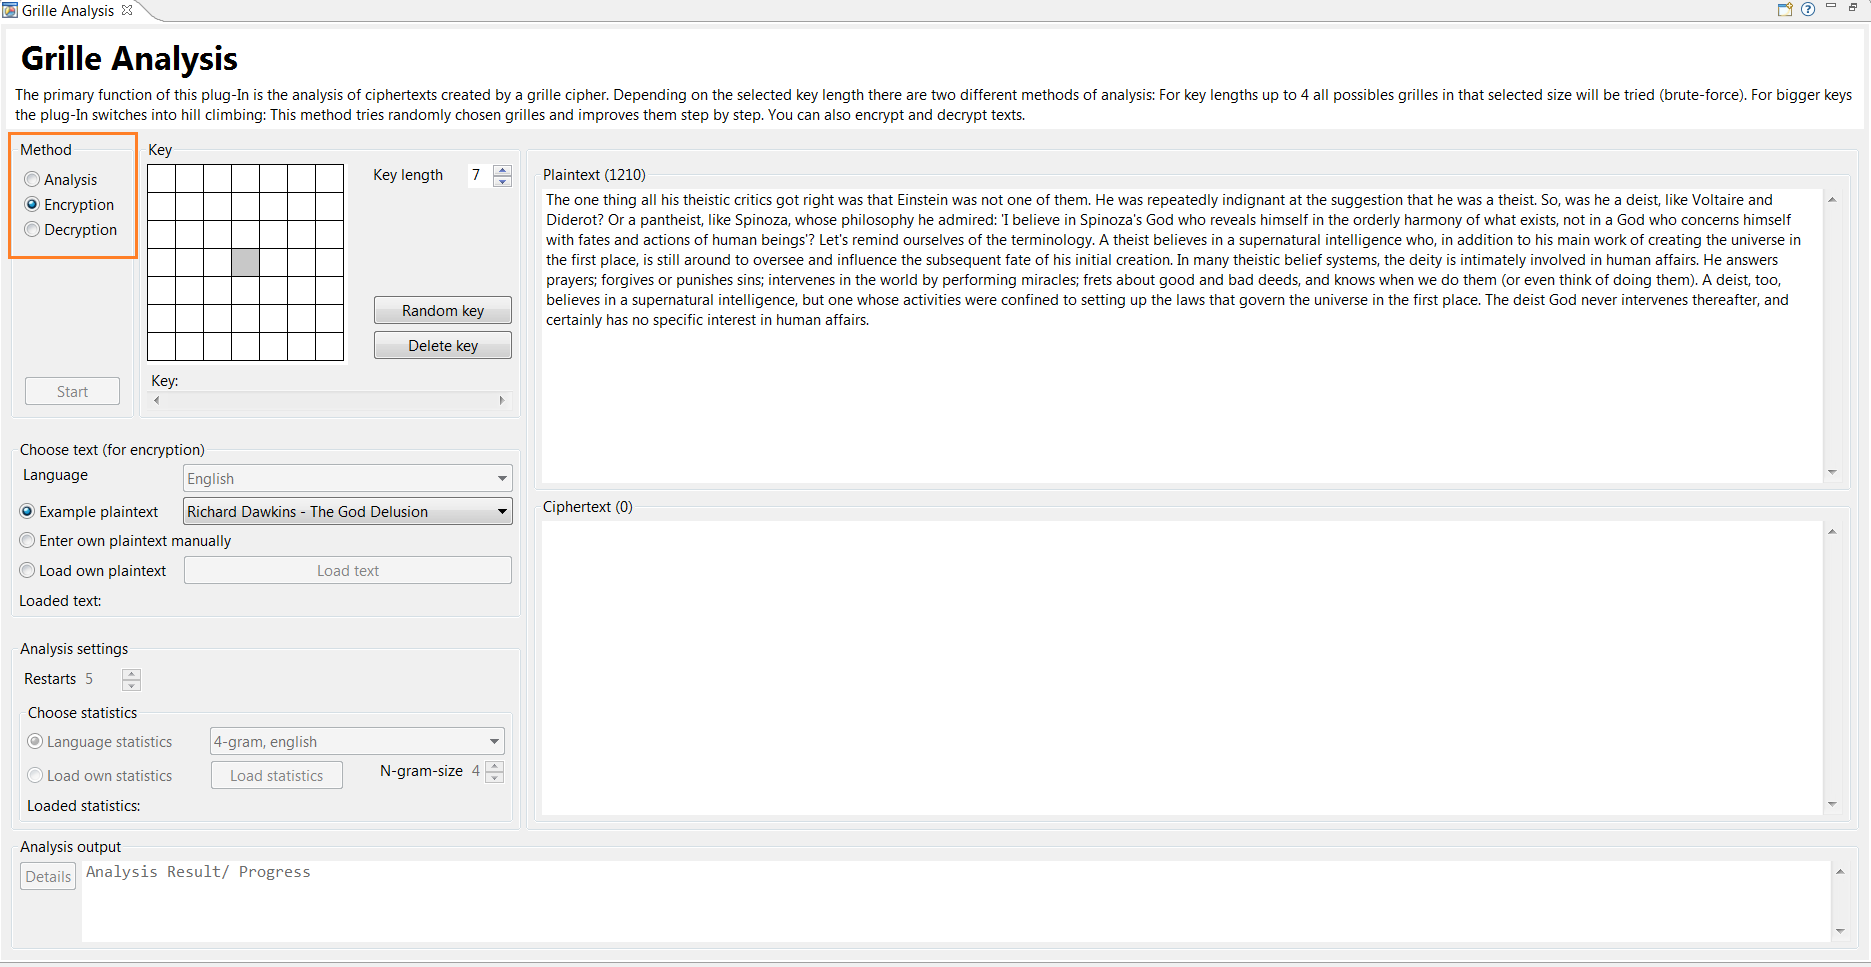 Grille Analysis
Grille Analysis
The primary function of this plug-In is the analysis of ciphertexts created by a grille cipher. Depending on the selected key length there are two different methods of analysis: For key lengths up to 4 all possibles grilles in that selected size will be tried (brute-force). For bigger keys
the plug-In switches into hill climbing: This method tries randomly chosen grilles and improves them step by step. You can also encrypt and decrypt texts.
Method
Analysis
Encryption
Decryption
Start
Key
Key length 7
Random key
Delete key
Key:
Choose text (for encryption)
Language English
Example plaintext Richard Dawkins - The God Delusion
Enter own plaintext manually
Load own plaintext Load text
Loaded text:
Analysis settings
Restarts 5
Choose statistics
Language statistics 4-gram, english
Load own statistics Load statistics N-gram-size 4
Loaded statistics:
Plaintext (1210)
The one thing all his theistic critics got right was that Einstein was not one of them. He was repeatedly indignant at the suggestion that he was a theist. So, was he a deist, like Voltaire and
Diderot? Or a pantheist, like Spinoza, whose philosophy he admired: 'I believe in Spinoza's God who reveals himself in the orderly harmony of what exists, not in a God who concerns himself
with fates and actions of human beings'? Let's remind ourselves of the terminology. A theist believes in a supernatural intelligence who, in addition to his main work of creating the universe in
the first place, is still around to oversee and influence the subsequent fate of his initial creation. In many theistic belief systems, the deity is intimately involved in human affairs. He answers
prayers; forgives or punishes sins; intervenes in the world by performing miracles; frets about good and bad deeds, and knows when we do them (or even think of doing them). A deist, too,
believes in a supernatural intelligence, but one whose activities were confined to setting up the laws that govern the universe in the first place. The deist God never intervenes thereafter, and
certainly has no specific interest in human affairs.
Ciphertext (0)
Analysis output
Details
Analysis Result/ Progress